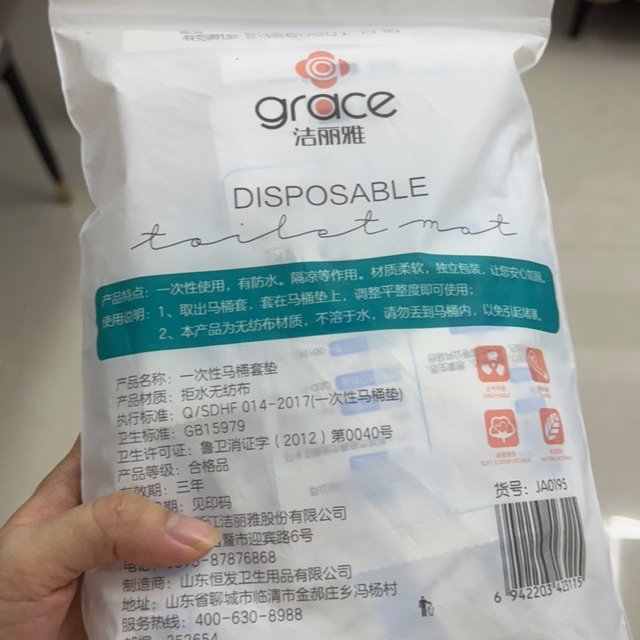 grace
洁丽雅
DISPOSABLE
toilet mat
产品特点：一次性使用，有防水。隔凉等作用。材质柔软，独立包装，让您安心如厕。
使用说明：1、取出马桶套，套在马桶垫上，调整平整度即可使用；
2、本产品为无纺布材质，不溶于水，请勿丢到马桶内，以免引起堵塞。
产品名称：一次性马桶套垫
产品材质：拒水无纺布
执行标准：Q/SDHF 014-2017(一次性马桶垫)
卫生标准：GB15979
卫生许可证：鲁卫消证字（2012）第0040号
产品等级：合格品
有效期：三年
期：见印码
江洁丽雅股份有限公司
暨市迎宾路6号
-87876868
制造商：山东恒发卫生用品有限公司
地址：山东省聊城市临清市金郝庄乡冯杨村
服务热线：400-630-8988
邮编：252654
货号：JA0195
6 942203 423115